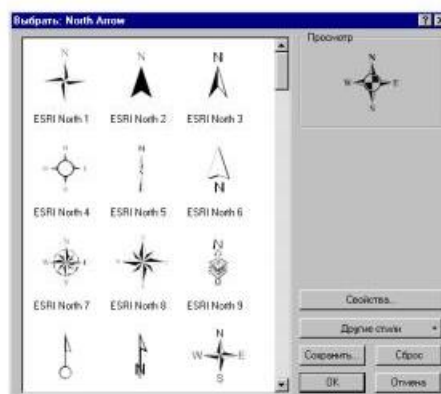 Выбрать: North Arrow
N
N
N
ESRI North 1 ESRI North 2 ESRI North 3
N
N
ESRI North 4 ESRI North 5 ESRI North 6
N
N
N
ESRI North 7 ESRI North 8 ESRI North 9
N
N
W E
S
Просмотр
N
W E
S
Свойства...
Другие стили
Сохранить... Сброс
OK Отмена